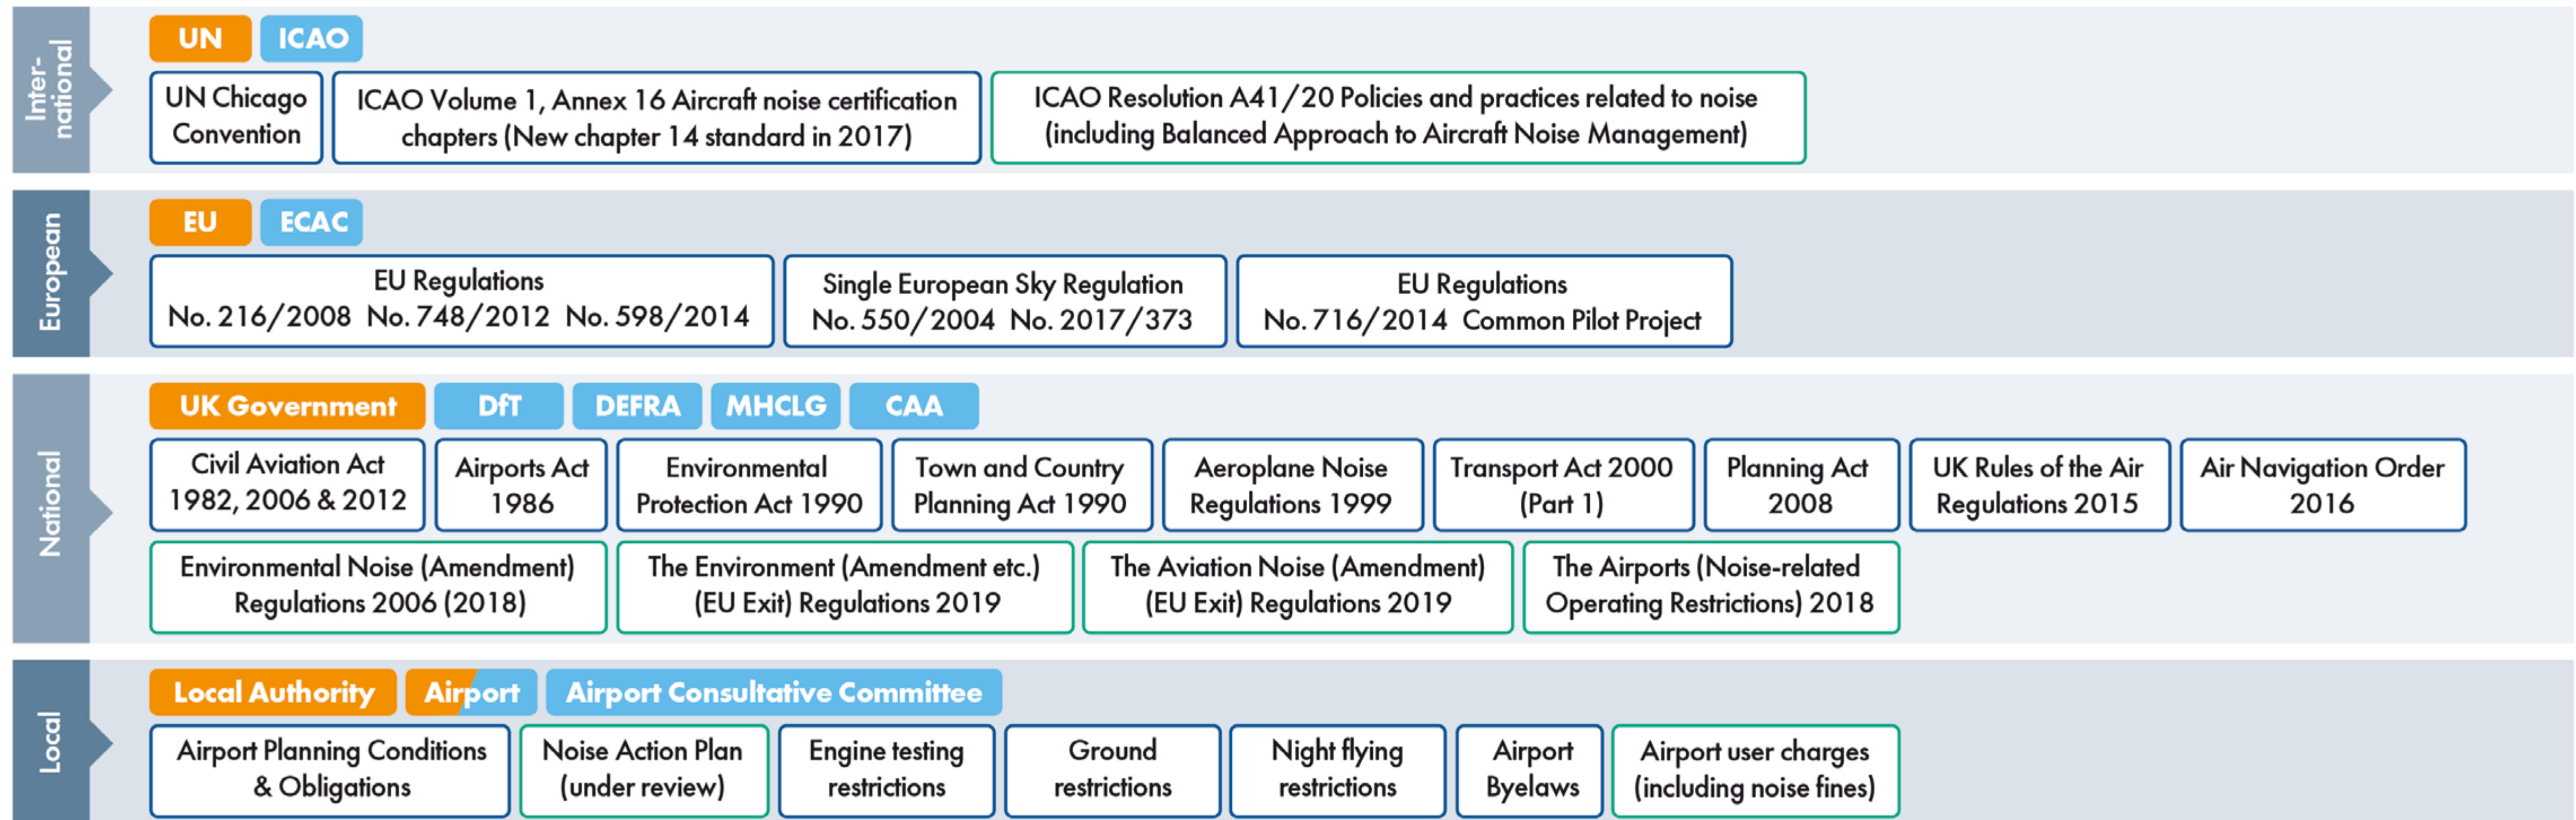 Inter-
national
UN
ICAO
UN Chicago
Convention
ICAO Volume 1, Annex 16 Aircraft noise certification
chapters (New chapter 14 standard in 2017)
ICAO Resolution A41/20 Policies and practices related to noise
(including Balanced Approach to Aircraft Noise Management)
European
EU
ECAC
EU Regulations
No. 216/2008 No. 748/2012 No. 598/2014
Single European Sky Regulation
No. 550/2004 No. 2017/373
EU Regulations
No. 716/2014 Common Pilot Project
National
UK Government
DfT
DEFRA
MHCLG
CAA
Civil Aviation Act
1982, 2006 & 2012
Airports Act
1986
Environmental
Protection Act 1990
Town and Country
Planning Act 1990
Aeroplane Noise
Regulations 1999
Transport Act 2000
(Part 1)
Planning Act
2008
UK Rules of the Air
Regulations 2015
Air Navigation Order
2016
Environmental Noise (Amendment)
Regulations 2006 (2018)
The Environment (Amendment etc.)
(EU Exit) Regulations 2019
The Aviation Noise (Amendment)
(EU Exit) Regulations 2019
The Airports (Noise-related
Operating Restrictions) 2018
Local
Local Authority
Airport
Airport Consultative Committee
Airport Planning Conditions
& Obligations
Noise Action Plan
(under review)
Engine testing
restrictions
Ground
restrictions
Night flying
restrictions
Airport
Byelaws
Airport user charges
(including noise fines)